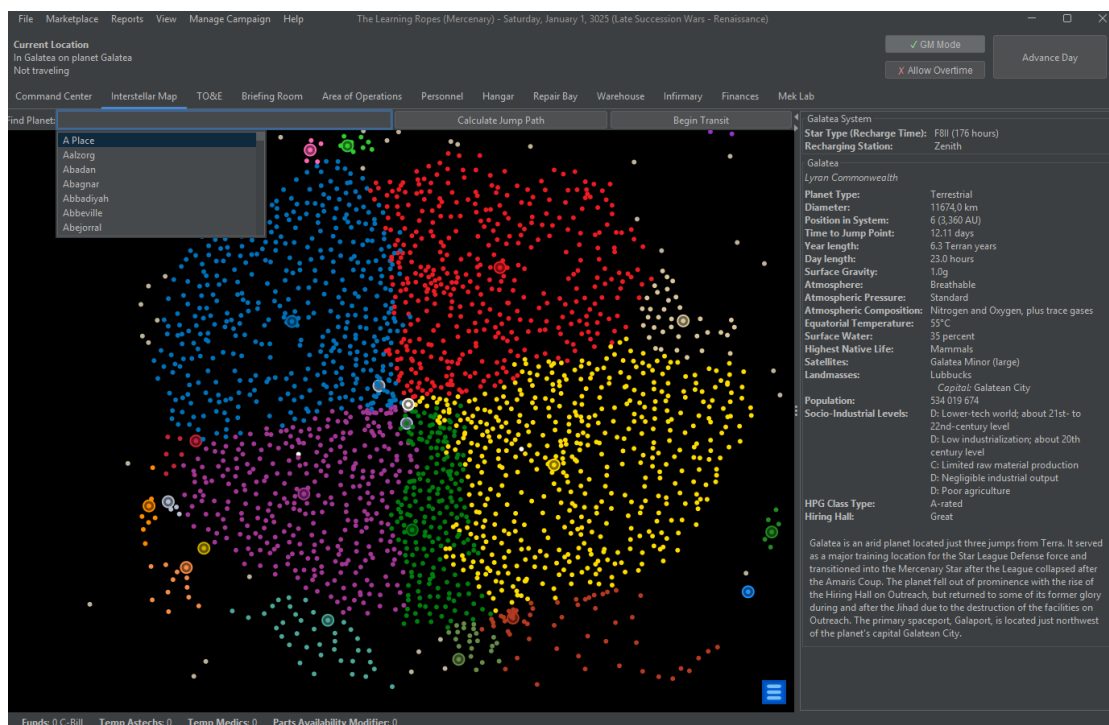 File Marketplace Reports View Manage Campaign Help The Learning Ropes (Mercenary) - Saturday, January 1, 3025 (Late Succession Wars - Renaissance)
Current Location
In Galatea on planet Galatea
Not traveling
✓ GM Mode
✗ Allow Overtime
Advance Day
Command Center Interstellar Map TO&E Briefing Room Area of Operations Personnel Hangar Repair Bay Warehouse Infirmary Finances Mek Lab
Find Planet: Calculate Jump Path Begin Transit
A Place
Aalzorg
Abadan
Abagnar
Abbadiyah
Abbeville
Abejorral
Galatea System
Star Type (Recharge Time): F8II (176 hours)
Recharging Station: Zenith
Galatea
Lyran Commonwealth
Planet Type: Terrestrial
Diameter: 11674,0 km
Position in System: 6 (3,360 AU)
Time to Jump Point: 12.11 days
Year length: 6.3 Terran years
Day length: 23.0 hours
Surface Gravity: 1.0g
Atmosphere: Breathable
Atmospheric Pressure: Standard
Atmospheric Composition: Nitrogen and Oxygen, plus trace gases
Equatorial Temperature: 55°C
Surface Water: 35 percent
Highest Native Life: Mammals
Satellites: Galatea Minor (large)
Landmasses: Lubbucks
Capital: Galatean City
Population: 534 019 674
Socio-Industrial Levels: D: Lower-tech world; about 21st- to
22nd-century level
D: Low industrialization; about 20th
century level
C: Limited raw material production
D: Negligible industrial output
D: Poor agriculture
HPG Class Type: A-rated
Hiring Hall: Great
Galatea is an arid planet located just three jumps from Terra. It served
as a major training location for the Star League Defense force and
transitioned into the Mercenary Star after the League collapsed after
the Amaris Coup. The planet fell out of prominence with the rise of
the Hiring Hall on Outreach, but returned to some of its former glory
during and after the Jihad due to the destruction of the facilities on
Outreach. The primary spaceport, Galaport, is located just northwest
of the planet's capital Galatean City.
Funds: 0 C-Bill Temp Astechs: 0 Temp Medics: 0 Parts Availability Modifier: 0